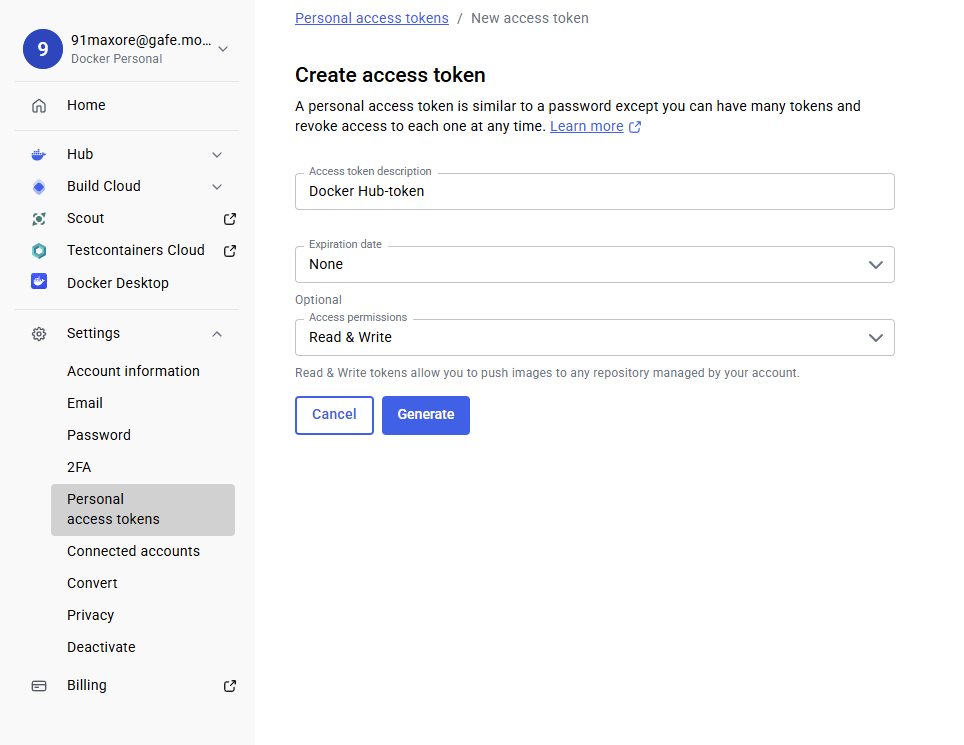 9
91maxore@gafe.mo...
Docker Personal
Home
Hub
Build Cloud
Scout
Testcontainers Cloud
Docker Desktop
Settings
Account information
Email
Password
2FA
Personal
access tokens
Connected accounts
Convert
Privacy
Deactivate
Billing
Personal access tokens / New access token
Create access token
A personal access token is similar to a password except you can have many tokens and
revoke access to each one at any time. Learn more
Access token description
Docker Hub-token
Expiration date
None
Optional
Access permissions
Read & Write
Read & Write tokens allow you to push images to any repository managed by your account.
Cancel Generate